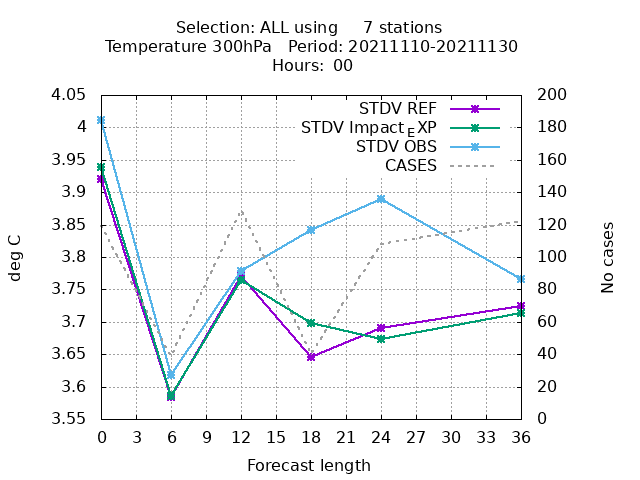 Selection: ALL using 7 stations
Temperature 300hPa Period: 20211110-20211130
Hours: 00
STDV REF
STDV Impact_EXP
STDV OBS
CASES
4.05
4
3.95
3.9
3.85
3.8
3.75
3.7
3.65
3.6
3.55
deg C
200
180
160
140
120
100
80
60
40
20
0
No cases
0 3 6 9 12 15 18 21 24 27 30 33 36
Forecast length